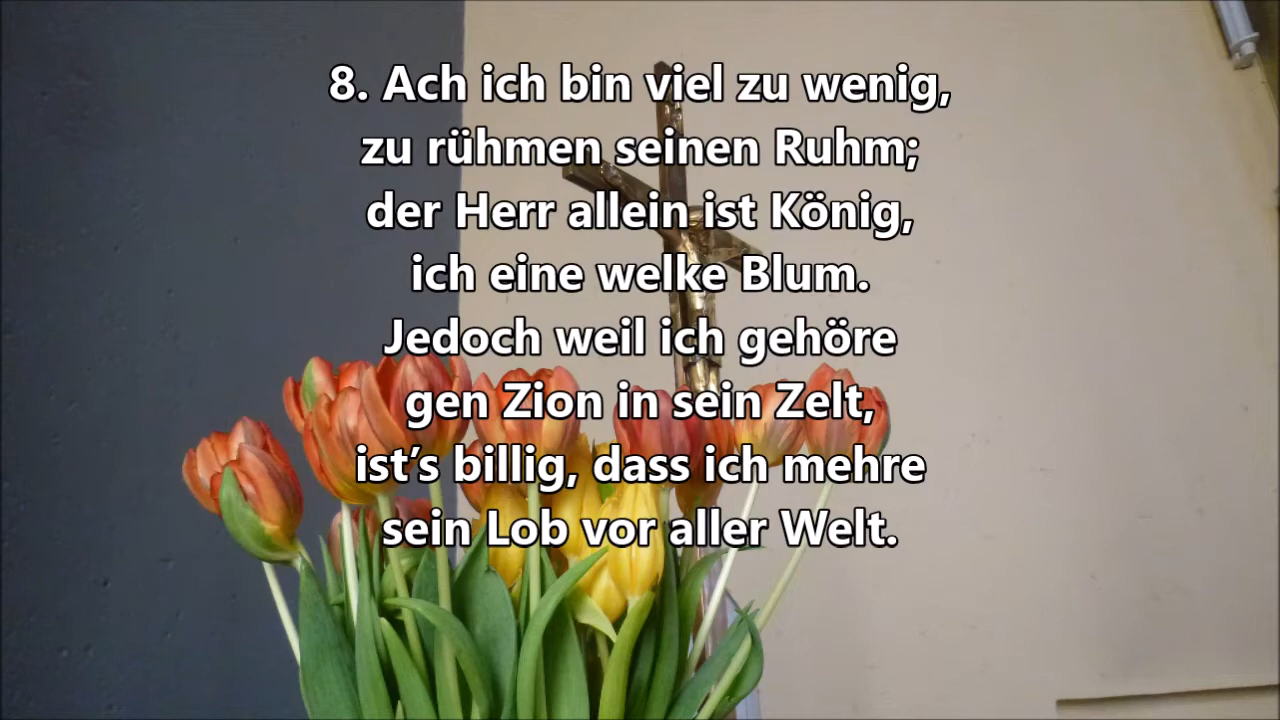 8. Ach ich bin viel zu wenig,
zu rühmen seinen Ruhm;
der Herr allein ist König,
ich eine welke Blum.
Jedoch weil ich gehöre
gen Zion in sein Zelt,
ist’s billig, dass ich mehre
sein Lob vor aller Welt.